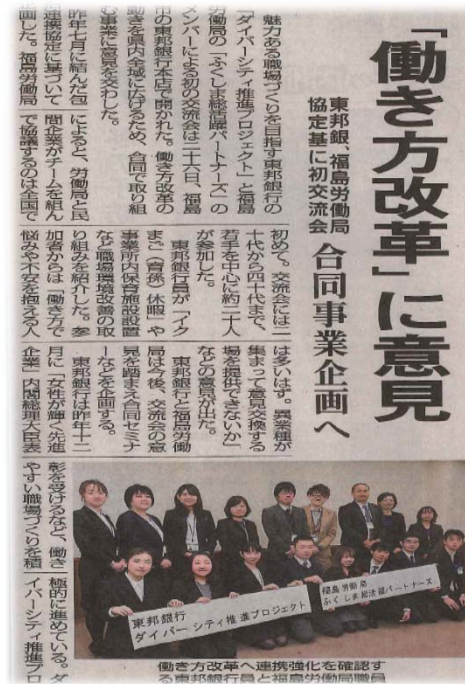 「働き方改革」に意見
東邦銀、福島労働局
協定基に初交流会
合同事業企画へ
魅力ある職場づくりを目指す東邦銀行の
「ダイバーシティ推進プロジェクト」と福島
労働局の「ふくしま総活躍パートナーズ」の
メンバーによる初の交流会は二十六日、福島
市の東邦銀行本店で開かれた。働き方改革の
動きを県内全域に広げるため、合同で取り組
む事業に意見を交わした。
昨年七月に結んだ包
括連携協定に基づいて
企画した。福島労働局
によると、労働局と民
間企業がチームを組ん
で協議するのは全国で
初めて。交流会には二
十代から四十代まで、
若手を中心に約二十人
が参加した。
東邦銀行員が「イク
まご(育孫)休暇」や
事業所内保育施設設置
など職場環境改善の取
り組みを紹介した。参
加者からは「働き方で
悩みや不安を抱える人
は多いはず。異業種が
集まって意見交換する
場を提供できないか」
などの意見が出た。
東邦銀行と福島労働
局は今後、交流会の意
見を踏まえ合同セミナ
ーなどを企画する。
東邦銀行は昨年十二
月に「女性が輝く先進
企業」内閣総理大臣表
彰を受けるなど、働き
やすい職場づくりを積
極的に進めている。ダ
イバーシティ推進プロ
東邦銀行
ダイバーシティ推進プロジェクト
福島労働局
ふくしま総活躍パートナーズ
働き方改革へ連携強化を確認す
る東邦銀行員と福島労働局職員